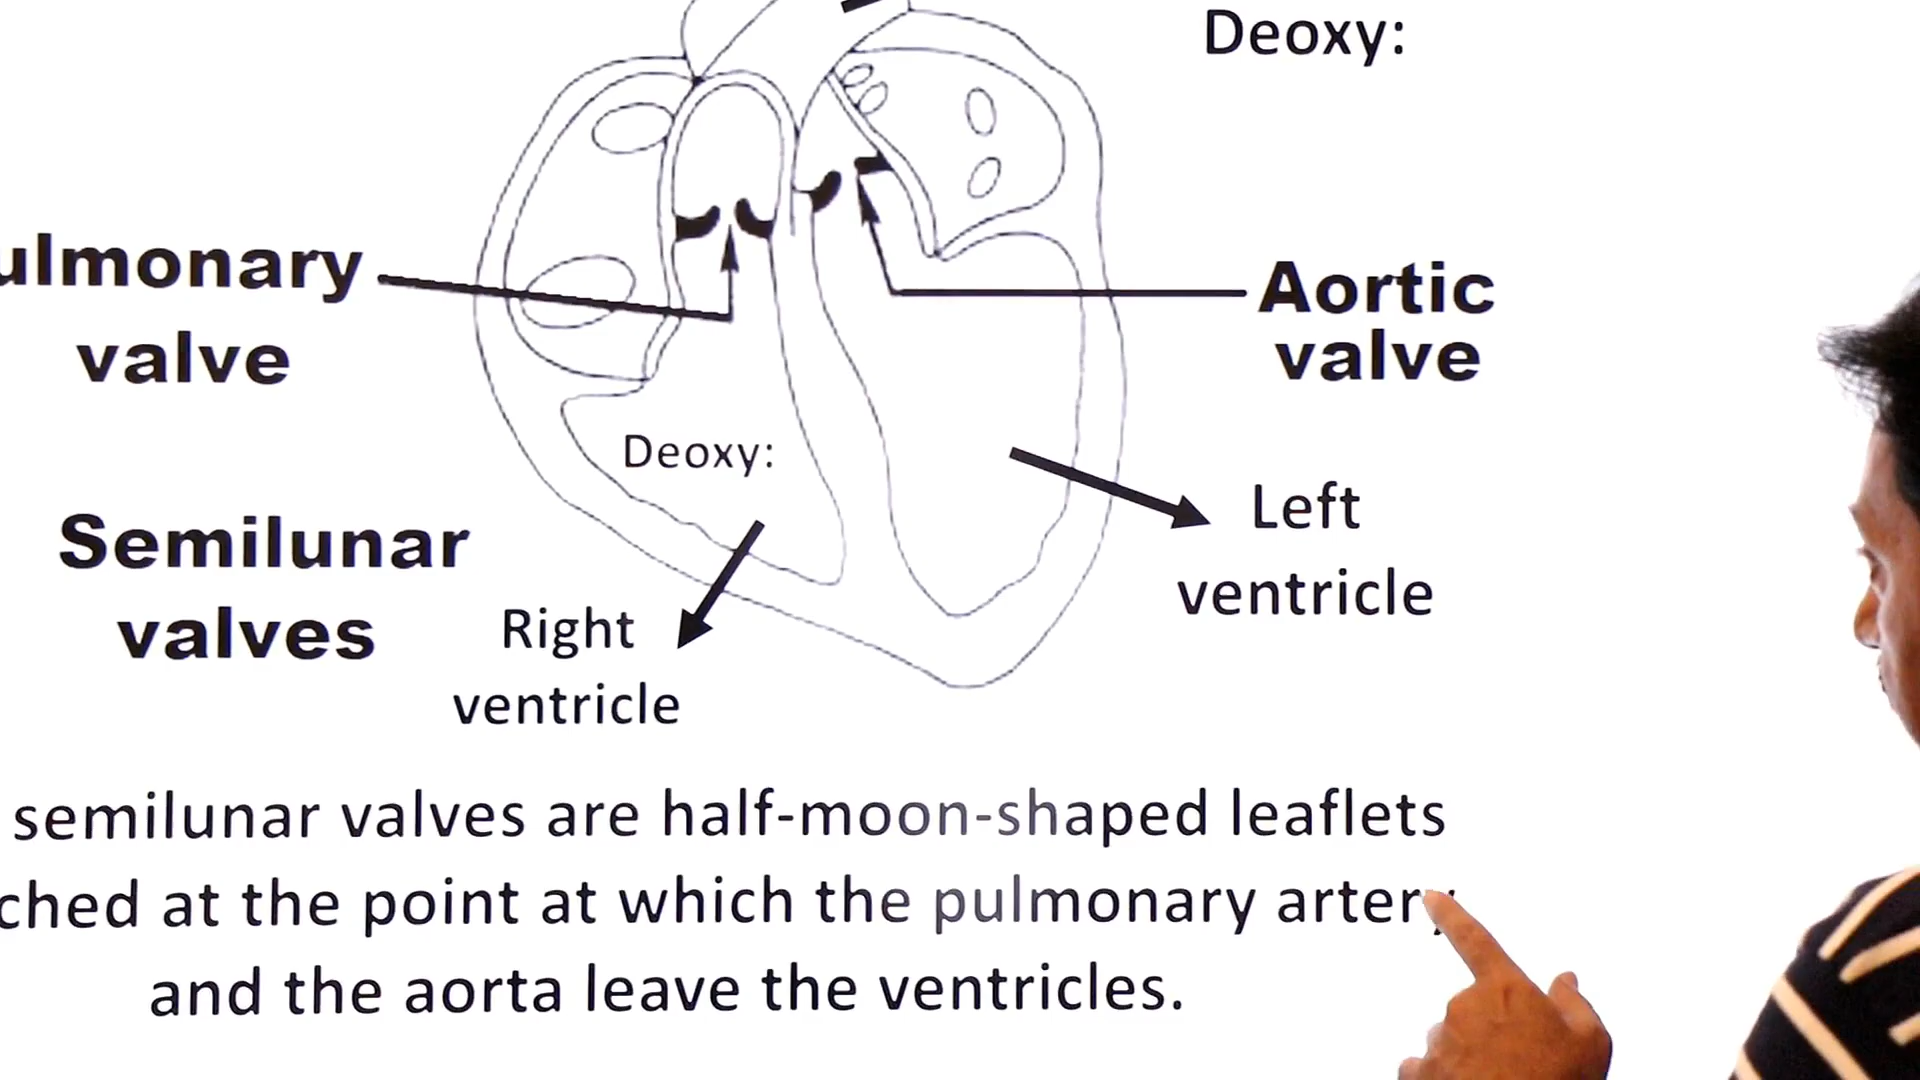 Deoxy:
ulmonary
valve
Aortic
valve
Deoxy:
Left
ventricle
Semilunar
valves
Right
ventricle
semilunar valves are half-moon-shaped leaflets
ched at the point at which the pulmonary artery
and the aorta leave the ventricles.